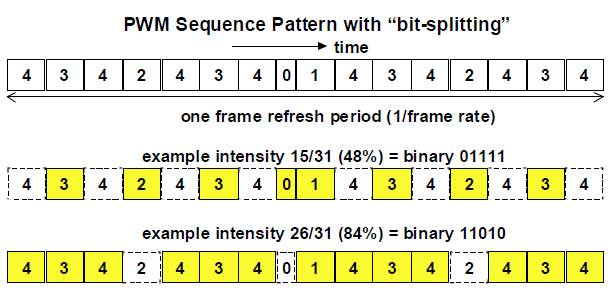 PWM Sequence Pattern with “bit-splitting”
time
4 3 4 2 4 3 4 0 1 4 3 4 2 4 3 4
one frame refresh period (1/frame rate)
example intensity 15/31 (48%) = binary 01111
4 3 4 2 4 3 4 0 1 4 3 4 2 4 3 4
example intensity 26/31 (84%) = binary 11010
4 3 4 2 4 3 4 0 1 4 3 4 2 4 3 4